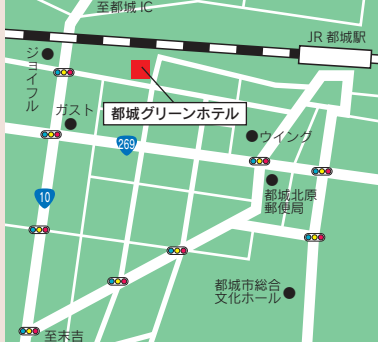 至都城IC
JR 都城駅
ジョイフル
ガスト
都城グリーンホテル
ウイング
269
都城北原
郵便局
10
都城市総合
文化ホール
至末吉